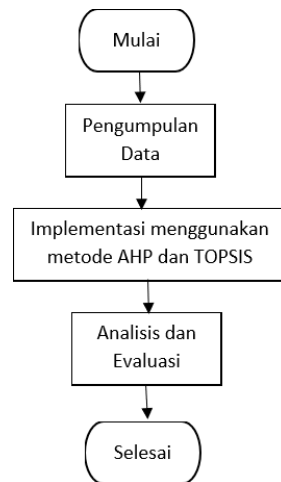 Mulai
Pengumpulan
Data
Implementasi menggunakan
metode AHP dan TOPSIS
Analisis dan
Evaluasi
Selesai